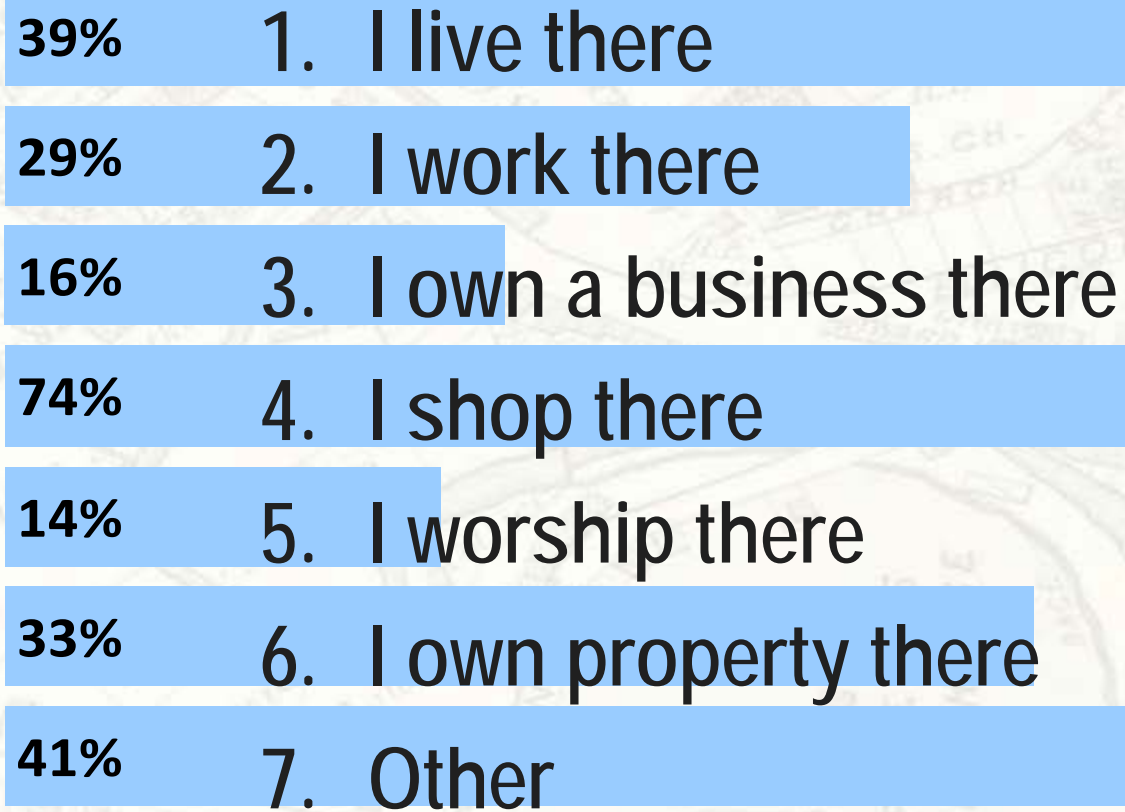 39% 1. I live there
29% 2. I work there
16% 3. I own a business there
74% 4. I shop there
14% 5. I worship there
33% 6. I own property there
41% 7. Other